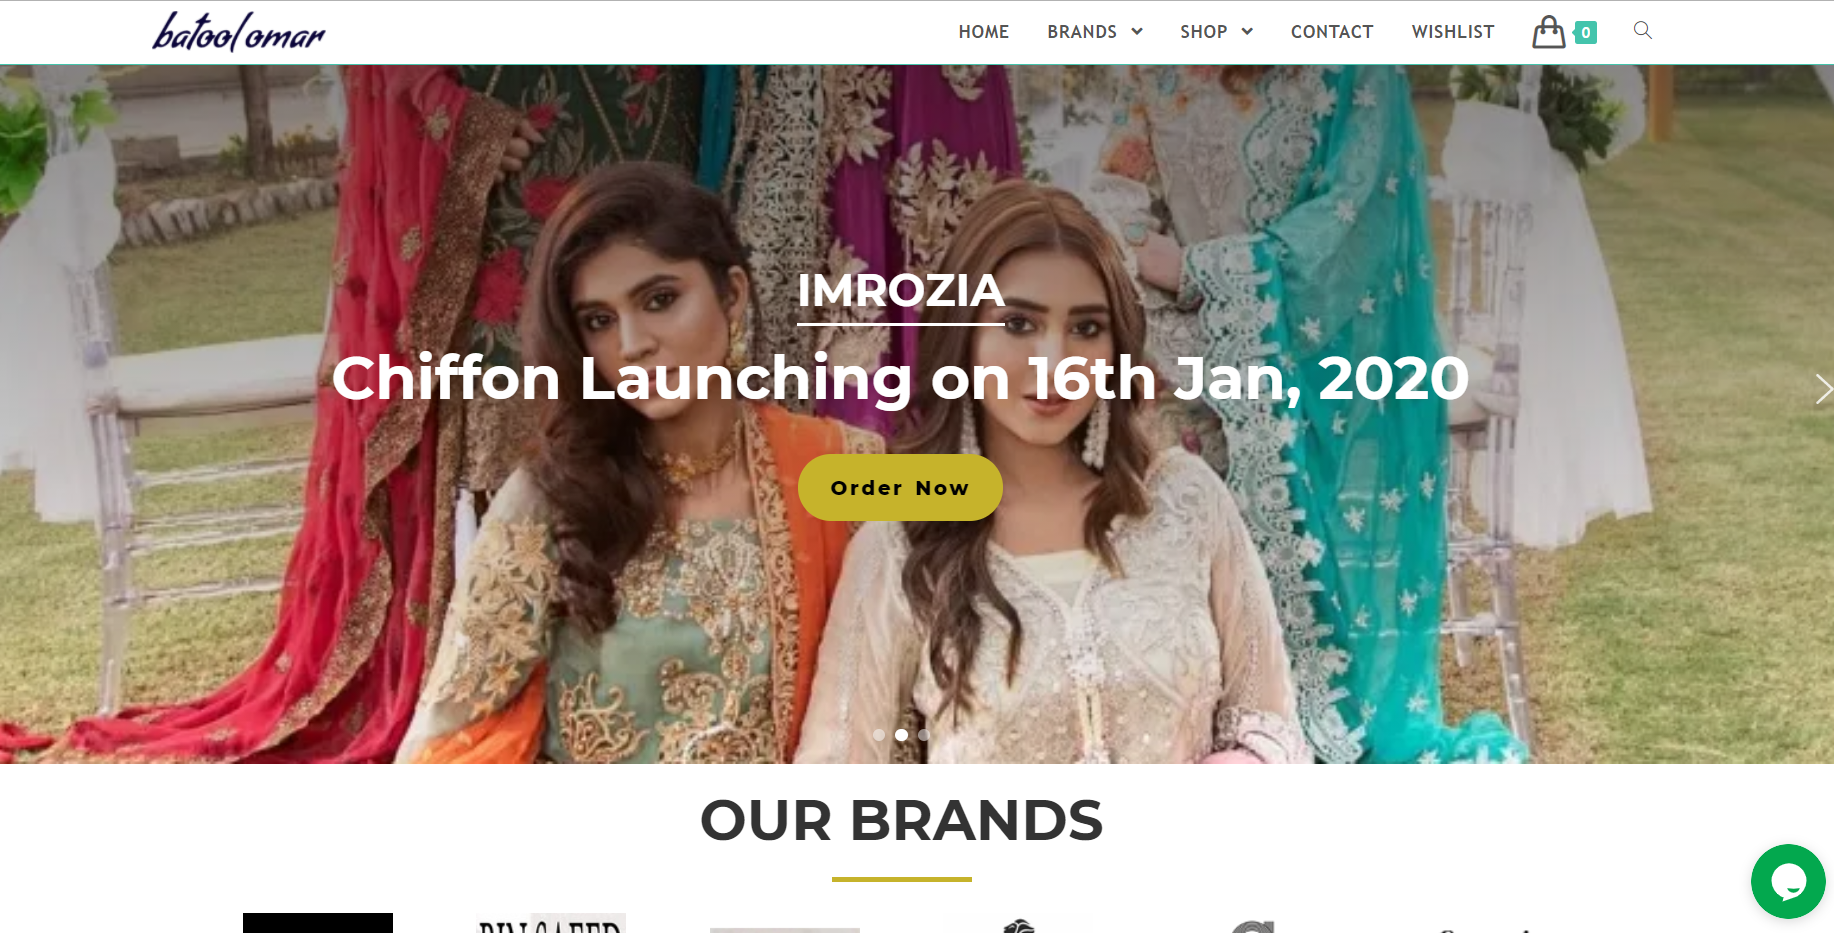 batool omar
HOME BRANDS SHOP CONTACT WISHLIST 0
IMROZIA
Chiffon Launching on 16th Jan, 2020
Order Now
OUR BRANDS